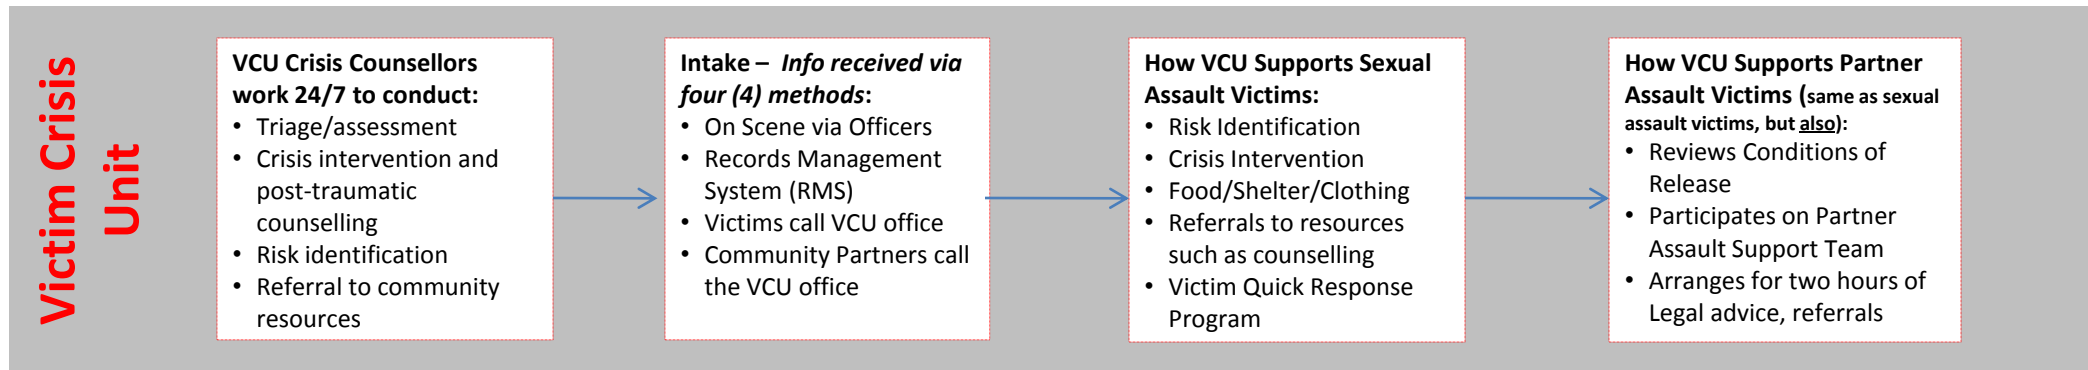 Victim Crisis
Unit
VCU Crisis Counsellors
work 24/7 to conduct:
• Triage/assessment
• Crisis intervention and
post-traumatic
counselling
• Risk identification
• Referral to community
resources
Intake – Info received via
four (4) methods:
• On Scene via Officers
• Records Management
System (RMS)
• Victims call VCU office
• Community Partners call
the VCU office
How VCU Supports Sexual
Assault Victims:
• Risk Identification
• Crisis Intervention
• Food/Shelter/Clothing
• Referrals to resources
such as counselling
• Victim Quick Response
Program
How VCU Supports Partner
Assault Victims (same as sexual
assault victims, but also):
• Reviews Conditions of
Release
• Participates on Partner
Assault Support Team
• Arranges for two hours of
Legal advice, referrals